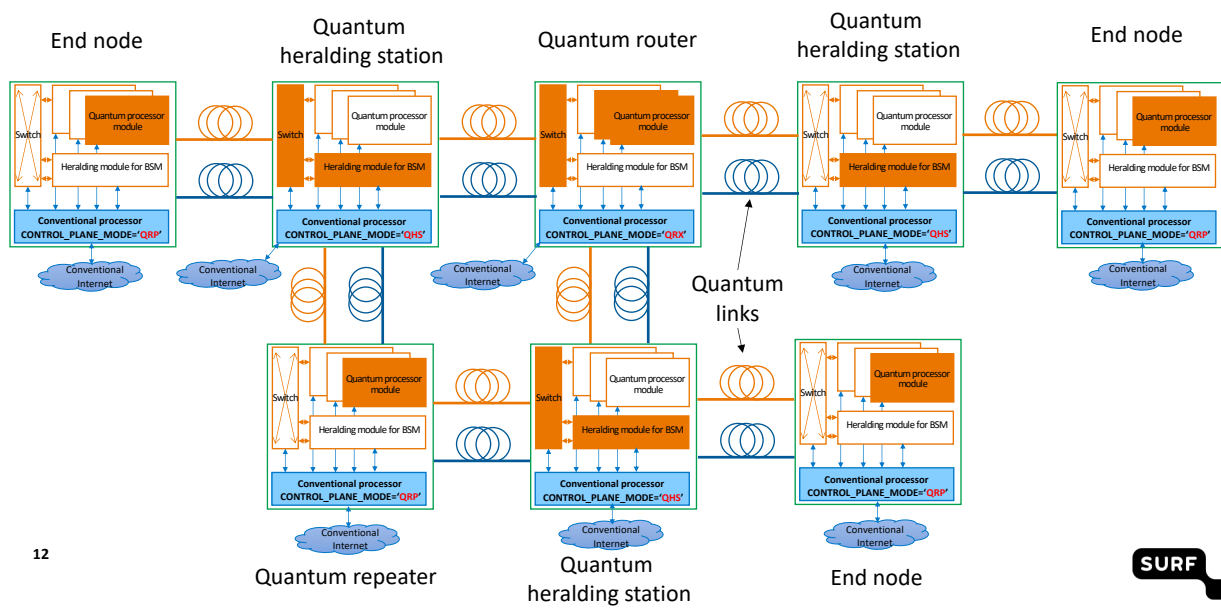 End node
Quantum
heralding station
Quantum router
Quantum
heralding station
End node
Switch
Quantum processor
module
Heralding module for BSM
Conventional processor
CONTROL_PLANE_MODE=‘QRP’
Conventional
Internet
Switch
Quantum processor
module
Heralding module for BSM
Conventional processor
CONTROL_PLANE_MODE=‘QHS’
Conventional
Internet
Switch
Quantum processor
module
Heralding module for BSM
Conventional processor
CONTROL_PLANE_MODE=‘QRX’
Conventional
Internet
Switch
Quantum processor
module
Heralding module for BSM
Conventional processor
CONTROL_PLANE_MODE=‘QHS’
Conventional
Internet
Switch
Quantum processor
module
Heralding module for BSM
Conventional processor
CONTROL_PLANE_MODE=‘QRP’
Conventional
Internet
Quantum
links
Switch
Quantum processor
module
Heralding module for BSM
Conventional processor
CONTROL_PLANE_MODE=‘QRP’
Conventional
Internet
Switch
Quantum processor
module
Heralding module for BSM
Conventional processor
CONTROL_PLANE_MODE=‘QHS’
Conventional
Internet
Switch
Quantum processor
module
Heralding module for BSM
Conventional processor
CONTROL_PLANE_MODE=‘QRP’
Conventional
Internet
12
Quantum repeater
Quantum
heralding station
End node
SURF